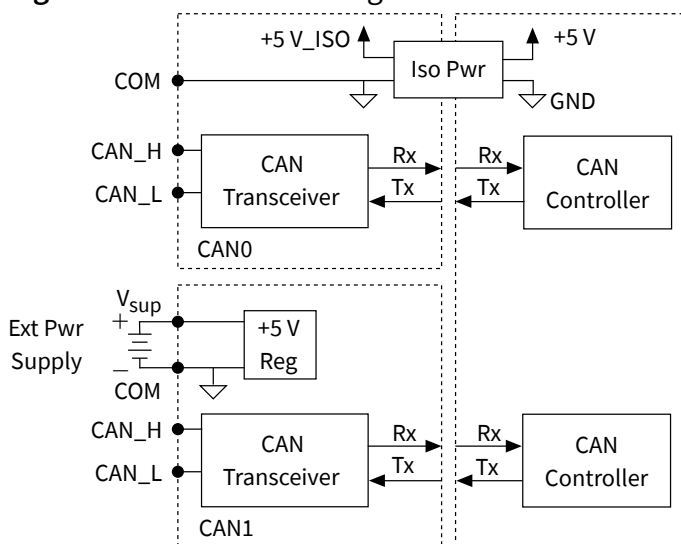 +5 V_ISO
Iso Pwr
+5 V
COM
GND
CAN_H
CAN_L
CAN
Transceiver
Rx
Tx
Rx
Tx
CAN
Controller
CAN0
Ext Pwr
Supply
Vsup
+
–
COM
+5 V
Reg
CAN_H
CAN_L
CAN
Transceiver
Rx
Tx
Rx
Tx
CAN
Controller
CAN1